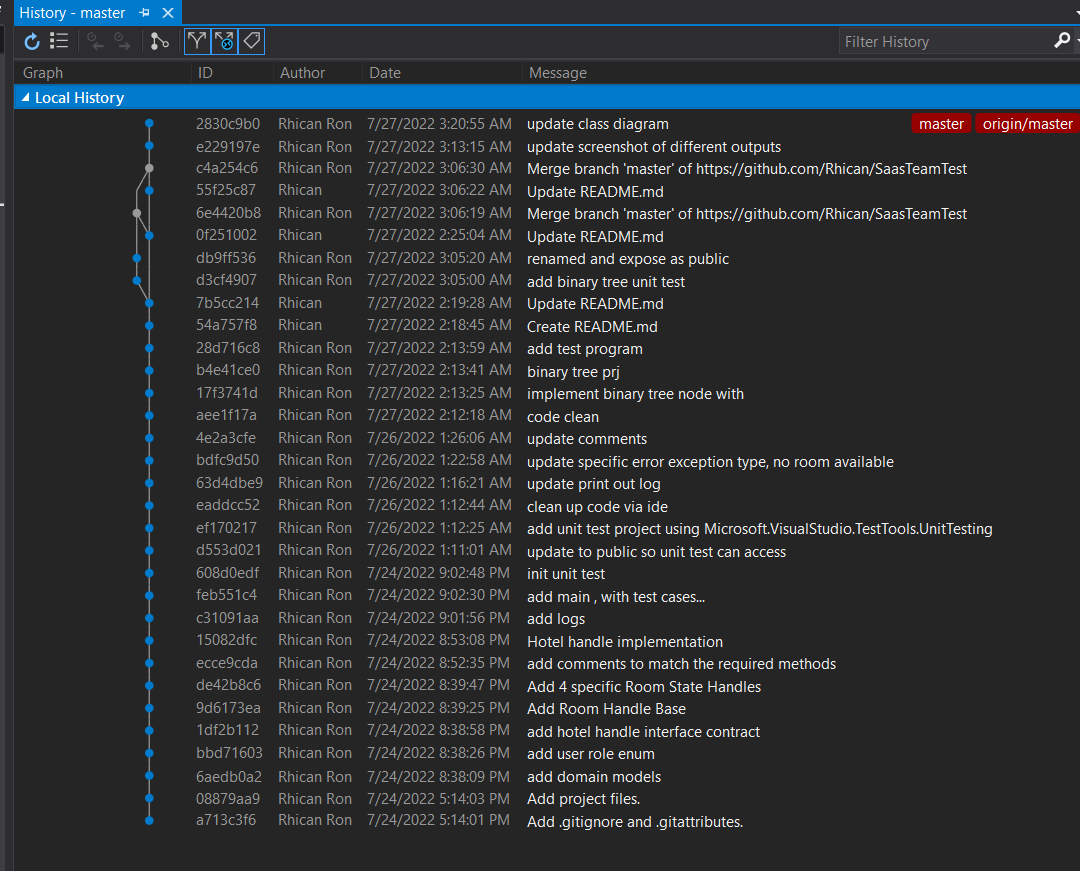 History - master
Filter History
Graph ID Author Date Message
Local History
2830c9b0 Rhican Ron 7/27/2022 3:20:55 AM update class diagram master origin/master
e229197e Rhican Ron 7/27/2022 3:13:15 AM update screenshot of different outputs
c4a254c6 Rhican Ron 7/27/2022 3:06:30 AM Merge branch 'master' of https://github.com/Rhican/SaasTeamTest
55f25c87 Rhican 7/27/2022 3:06:22 AM Update README.md
6e4420b8 Rhican Ron 7/27/2022 3:06:19 AM Merge branch 'master' of https://github.com/Rhican/SaasTeamTest
0f251002 Rhican 7/27/2022 2:25:04 AM Update README.md
db9ff536 Rhican Ron 7/27/2022 3:05:20 AM renamed and expose as public
d3cf4907 Rhican Ron 7/27/2022 3:05:00 AM add binary tree unit test
7b5cc214 Rhican 7/27/2022 2:19:28 AM Update README.md
54a757f8 Rhican 7/27/2022 2:18:45 AM Create README.md
28d716c8 Rhican Ron 7/27/2022 2:13:59 AM add test program
b4e41ce0 Rhican Ron 7/27/2022 2:13:41 AM binary tree prj
17f3741d Rhican Ron 7/27/2022 2:13:25 AM implement binary tree node with
aee1f17a Rhican Ron 7/27/2022 2:12:18 AM code clean
4e2a3cfe Rhican Ron 7/26/2022 1:26:06 AM update comments
bdfc9d50 Rhican Ron 7/26/2022 1:22:58 AM update specific error exception type, no room available
63d4dbe9 Rhican Ron 7/26/2022 1:16:21 AM update print out log
eaddcc52 Rhican Ron 7/26/2022 1:12:44 AM clean up code via ide
ef170217 Rhican Ron 7/26/2022 1:12:25 AM add unit test project using Microsoft.VisualStudio.TestTools.UnitTesting
d553d021 Rhican Ron 7/26/2022 1:11:01 AM update to public so unit test can access
608d0edf Rhican Ron 7/24/2022 9:02:48 PM init unit test
feb551c4 Rhican Ron 7/24/2022 9:02:30 PM add main , with test cases...
c31091aa Rhican Ron 7/24/2022 9:01:56 PM add logs
15082dfc Rhican Ron 7/24/2022 8:53:08 PM Hotel handle implementation
ecce9cda Rhican Ron 7/24/2022 8:52:35 PM add comments to match the required methods
de42b8c6 Rhican Ron 7/24/2022 8:39:47 PM Add 4 specific Room State Handles
9d6173ea Rhican Ron 7/24/2022 8:39:25 PM Add Room Handle Base
1df2b112 Rhican Ron 7/24/2022 8:38:58 PM add hotel handle interface contract
bbd71603 Rhican Ron 7/24/2022 8:38:26 PM add user role enum
6aedb0a2 Rhican Ron 7/24/2022 8:38:09 PM add domain models
08879aa9 Rhican Ron 7/24/2022 5:14:03 PM Add project files.
a713c3f6 Rhican Ron 7/24/2022 5:14:01 PM Add .gitignore and .gitattributes.